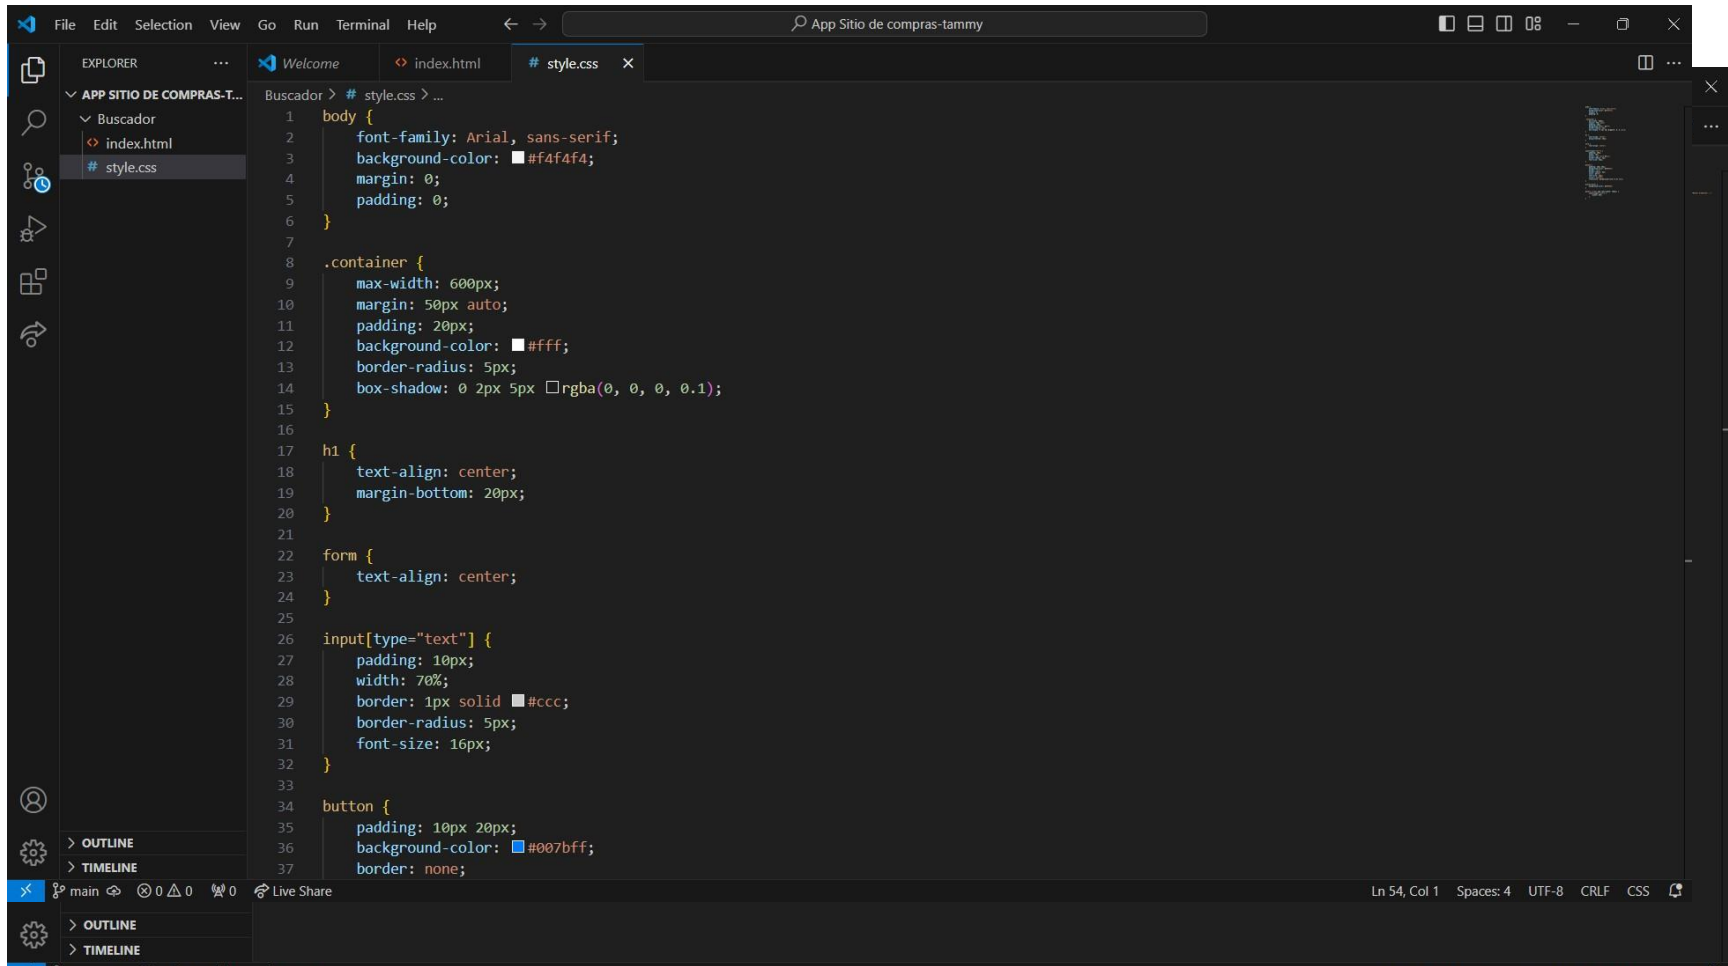 File Edit Selection View Go Run Terminal Help
App Sitio de compras-tammy
EXPLORER
Welcome
index.html
# style.css
APP SITIO DE COMPRAS-T...
Buscador
index.html
# style.css
OUTLINE
TIMELINE
Buscador > # style.css > ...
1 body {
2 font-family: Arial, sans-serif;
3 background-color: #f4f4f4;
4 margin: 0;
5 padding: 0;
6 }
7
8 .container {
9 max-width: 600px;
10 margin: 50px auto;
11 padding: 20px;
12 background-color: #fff;
13 border-radius: 5px;
14 box-shadow: 0 2px 5px rgba(0, 0, 0, 0.1);
15 }
16
17 h1 {
18 text-align: center;
19 margin-bottom: 20px;
20 }
21
22 form {
23 text-align: center;
24 }
25
26 input[type="text"] {
27 padding: 10px;
28 width: 70%;
29 border: 1px solid #ccc;
30 border-radius: 5px;
31 font-size: 16px;
32 }
33
34 button {
35 padding: 10px 20px;
36 background-color: #007bff;
37 border: none;
main 0 0 0 Live Share
Ln 54, Col 1 Spaces: 4 UTF-8 CRLF CSS
OUTLINE
TIMELINE